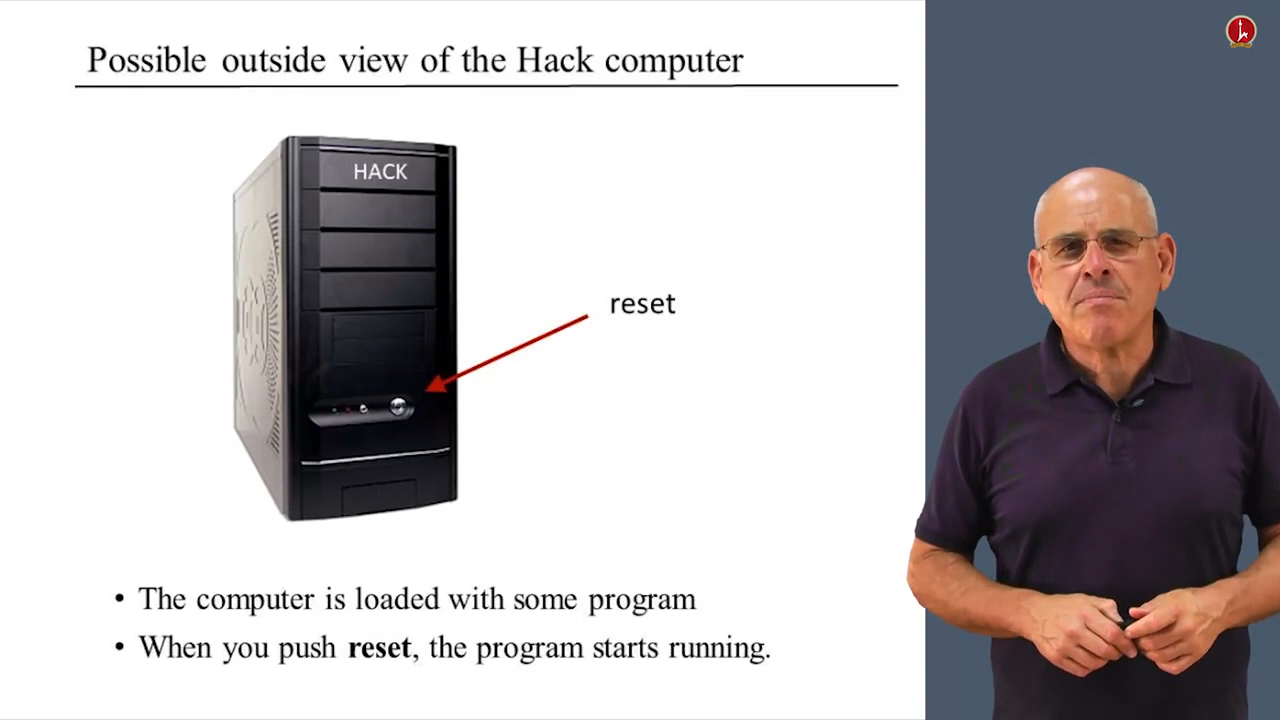 Possible outside view of the Hack computer
HACK
reset
• The computer is loaded with some program
• When you push reset, the program starts running.